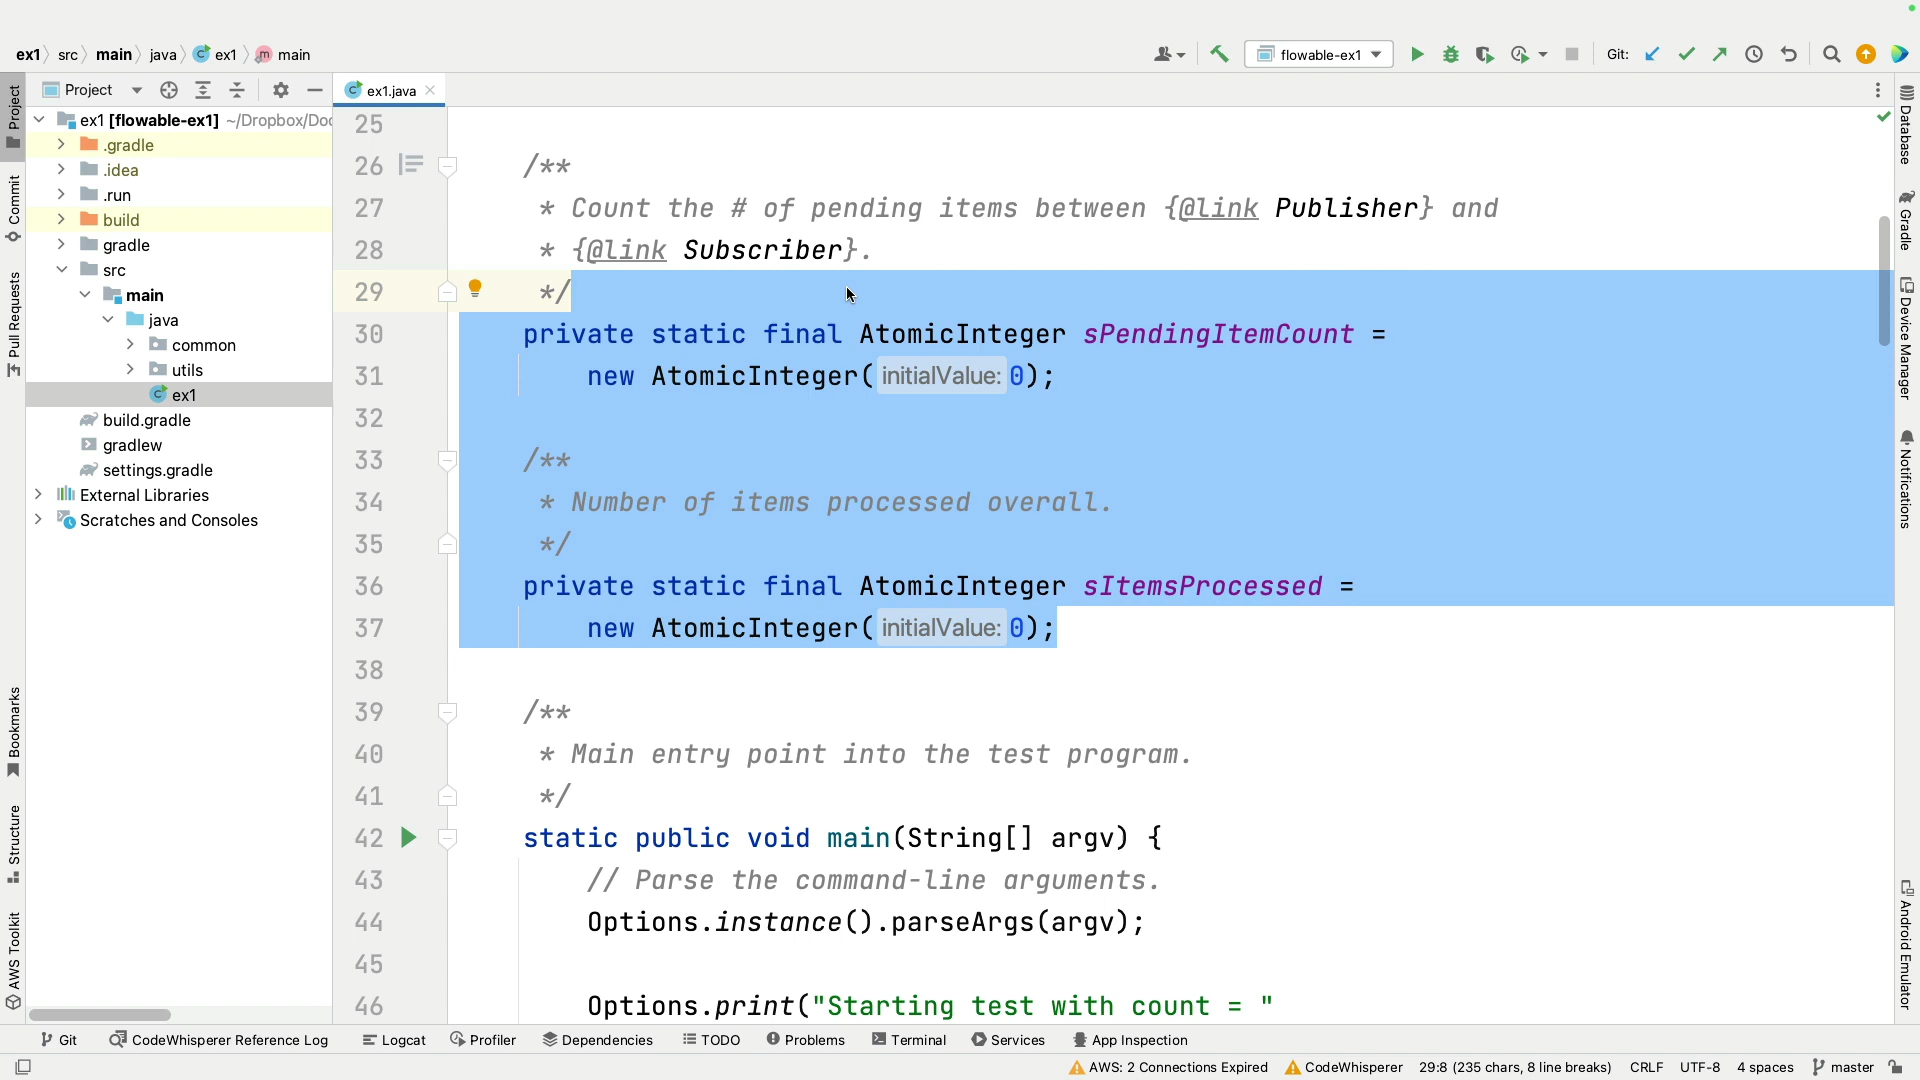 ex1 src main java ex1 main
flowable-ex1
Git:
Project
ex1.java
ex1 [flowable-ex1] ~/Dropbox/Doc
.gradle
.idea
.run
build
gradle
src
main
java
common
utils
ex1
build.gradle
gradlew
settings.gradle
External Libraries
Scratches and Consoles
Project
Commit
Pull Requests
Bookmarks
Structure
AWS Toolkit
25
26 /**
27 * Count the # of pending items between {@link Publisher} and
28 * {@link Subscriber}.
29 */
30 private static final AtomicInteger sPendingItemCount =
31 new AtomicInteger( initialValue: 0);
32
33 /**
34 * Number of items processed overall.
35 */
36 private static final AtomicInteger sItemsProcessed =
37 new AtomicInteger( initialValue: 0);
38
39 /**
40 * Main entry point into the test program.
41 */
42 static public void main(String[] argv) {
43 // Parse the command-line arguments.
44 Options.instance().parseArgs(argv);
45
46 Options.print("Starting test with count = "
Database
Gradle
Device Manager
Notifications
Android Emulator
Git CodeWhisperer Reference Log Logcat Profiler Dependencies TODO Problems Terminal Services App Inspection
AWS: 2 Connections Expired CodeWhisperer 29:8 (235 chars, 8 line breaks) CRLF UTF-8 4 spaces master